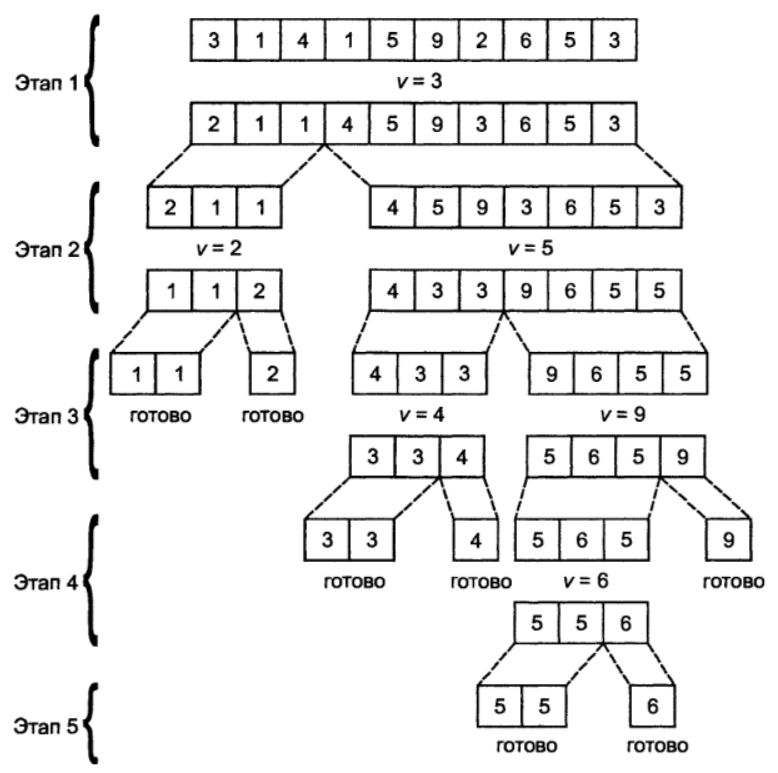 3 1 4 1 5 9 2 6 5 3
Этап 1
v = 3
2 1 1 4 5 9 3 6 5 3
2 1 1 4 5 9 3 6 5 3
Этап 2 v = 2 v = 5
1 1 2 4 3 3 9 6 5 5
1 1 2 4 3 3 9 6 5 5
Этап 3 готово готово v = 4 v = 9
3 3 4 5 6 5 9
3 3 4 5 6 5 9
Этап 4 готово готово v = 6 готово
5 5 6
5 5 6
Этап 5
готово готово